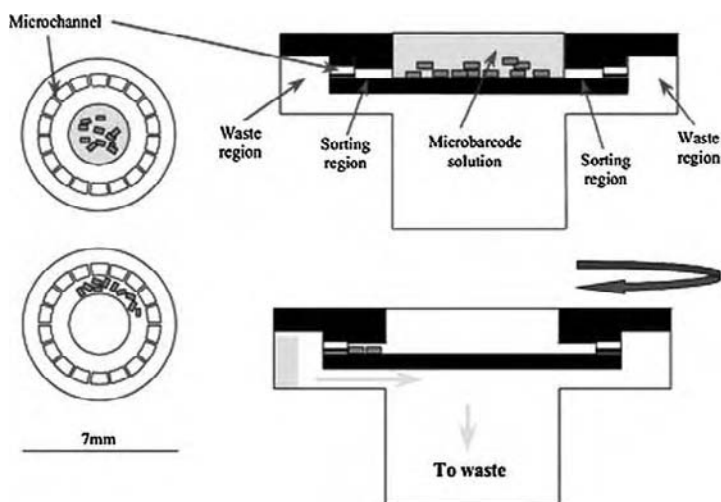 Microchannel
Waste
region
Sorting
region
Microbarcode
solution
Sorting
region
Waste
region
7mm
To waste